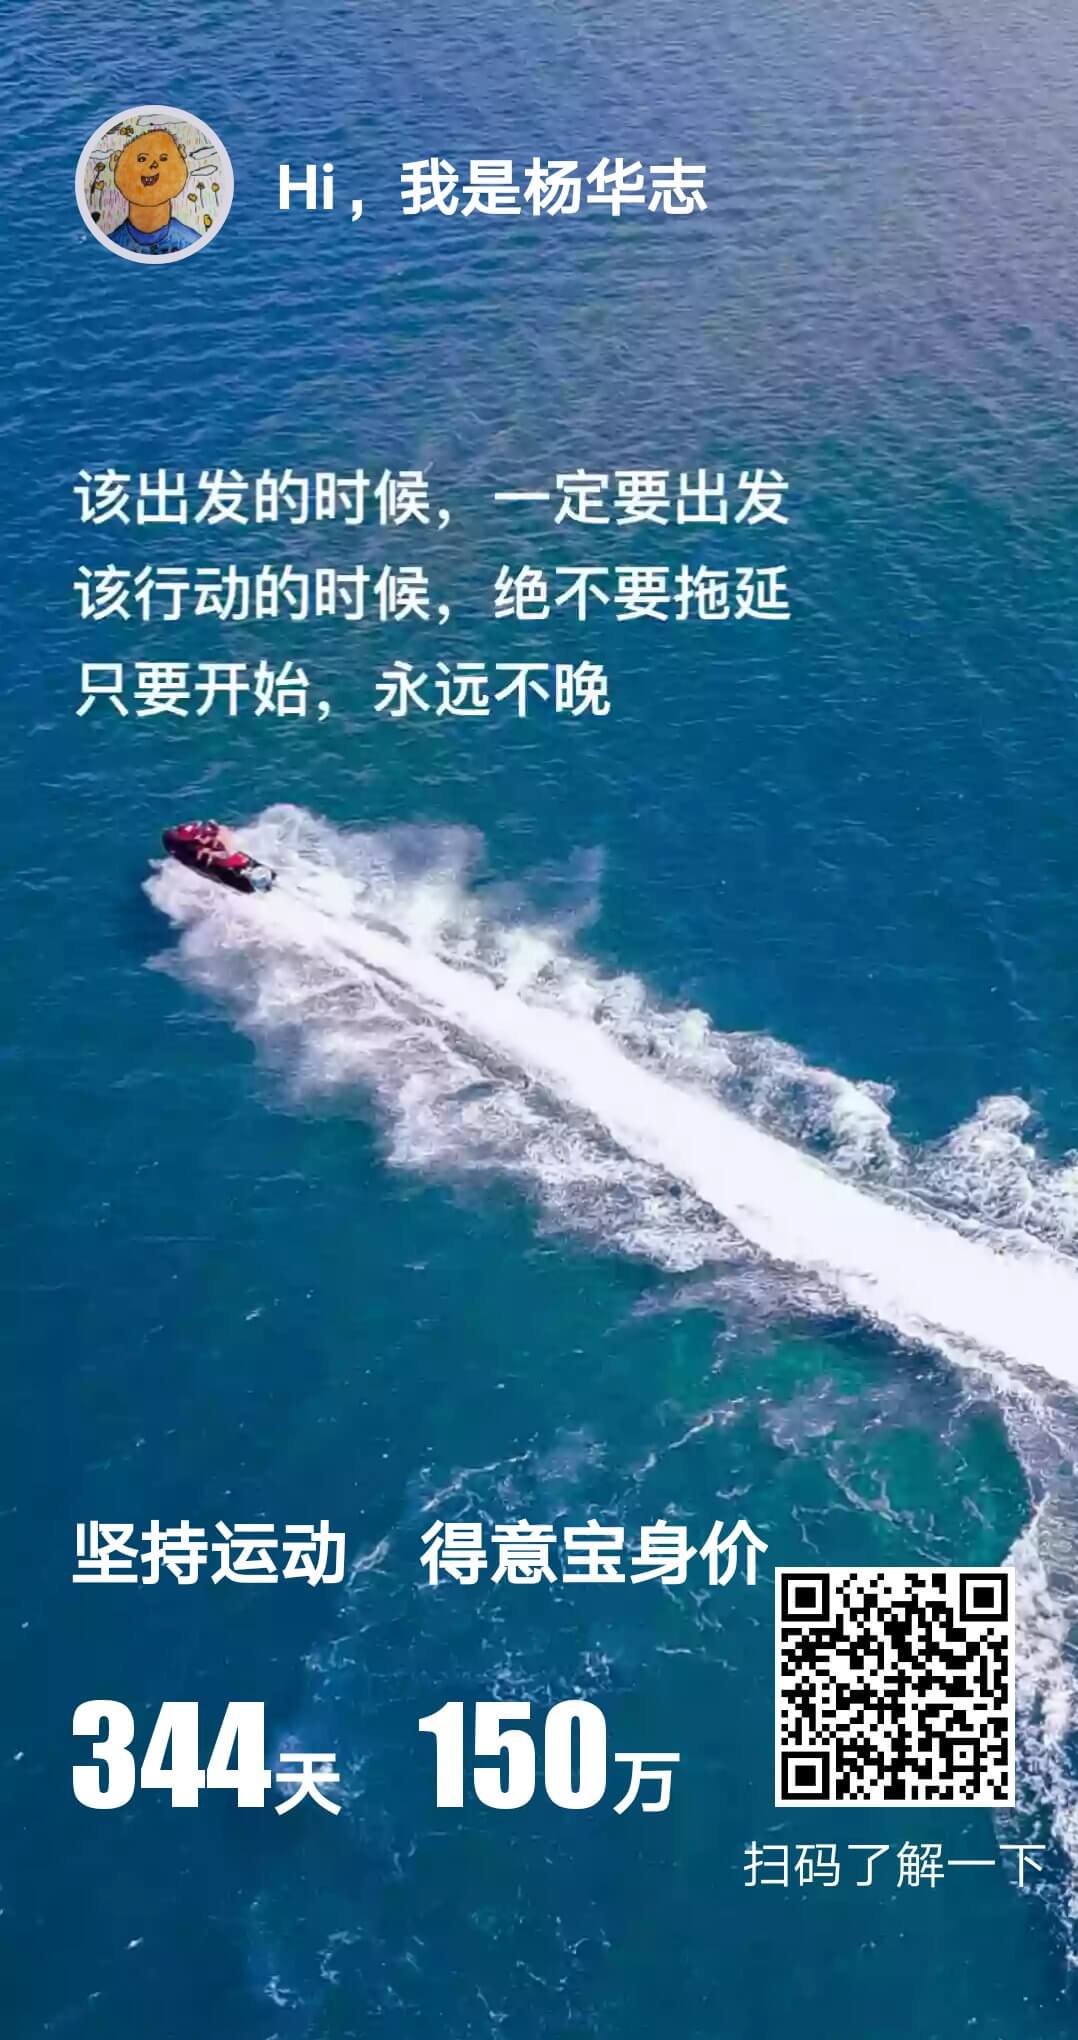 Hi，我是杨华志
该出发的时候，一定要出发
该行动的时候，绝不要拖延
只要开始，永远不晚
坚持运动 得意宝身价
344天 150万
扫码了解一下